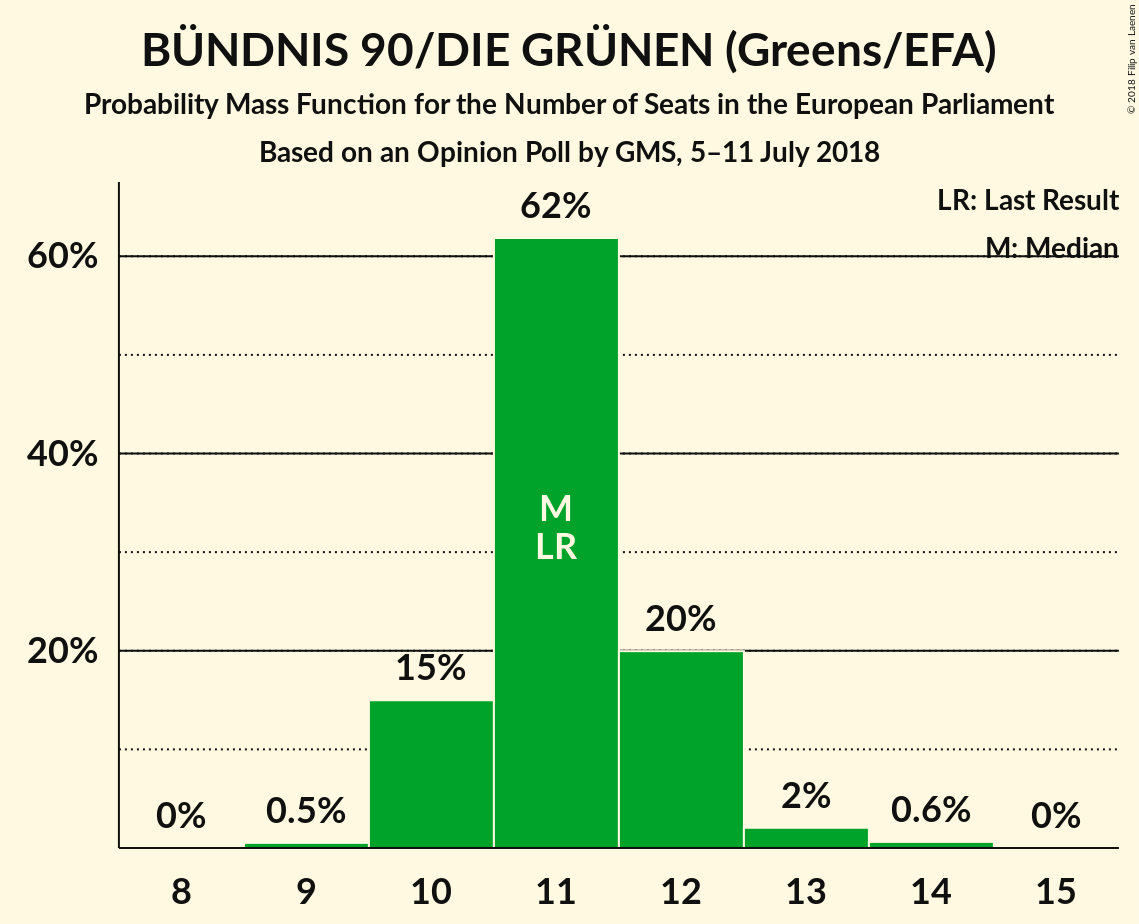 BÜNDNIS 90/DIE GRÜNEN (Greens/EFA)
Probability Mass Function for the Number of Seats in the European Parliament
Based on an Opinion Poll by GMS, 5–11 July 2018
© 2018 Filip van Laenen
LR: Last Result
M: Median
60%
40%
20%
0%
0.5%
15%
62%
M
LR
20%
2%
0.6%
0%
8
9
10
11
12
13
14
15